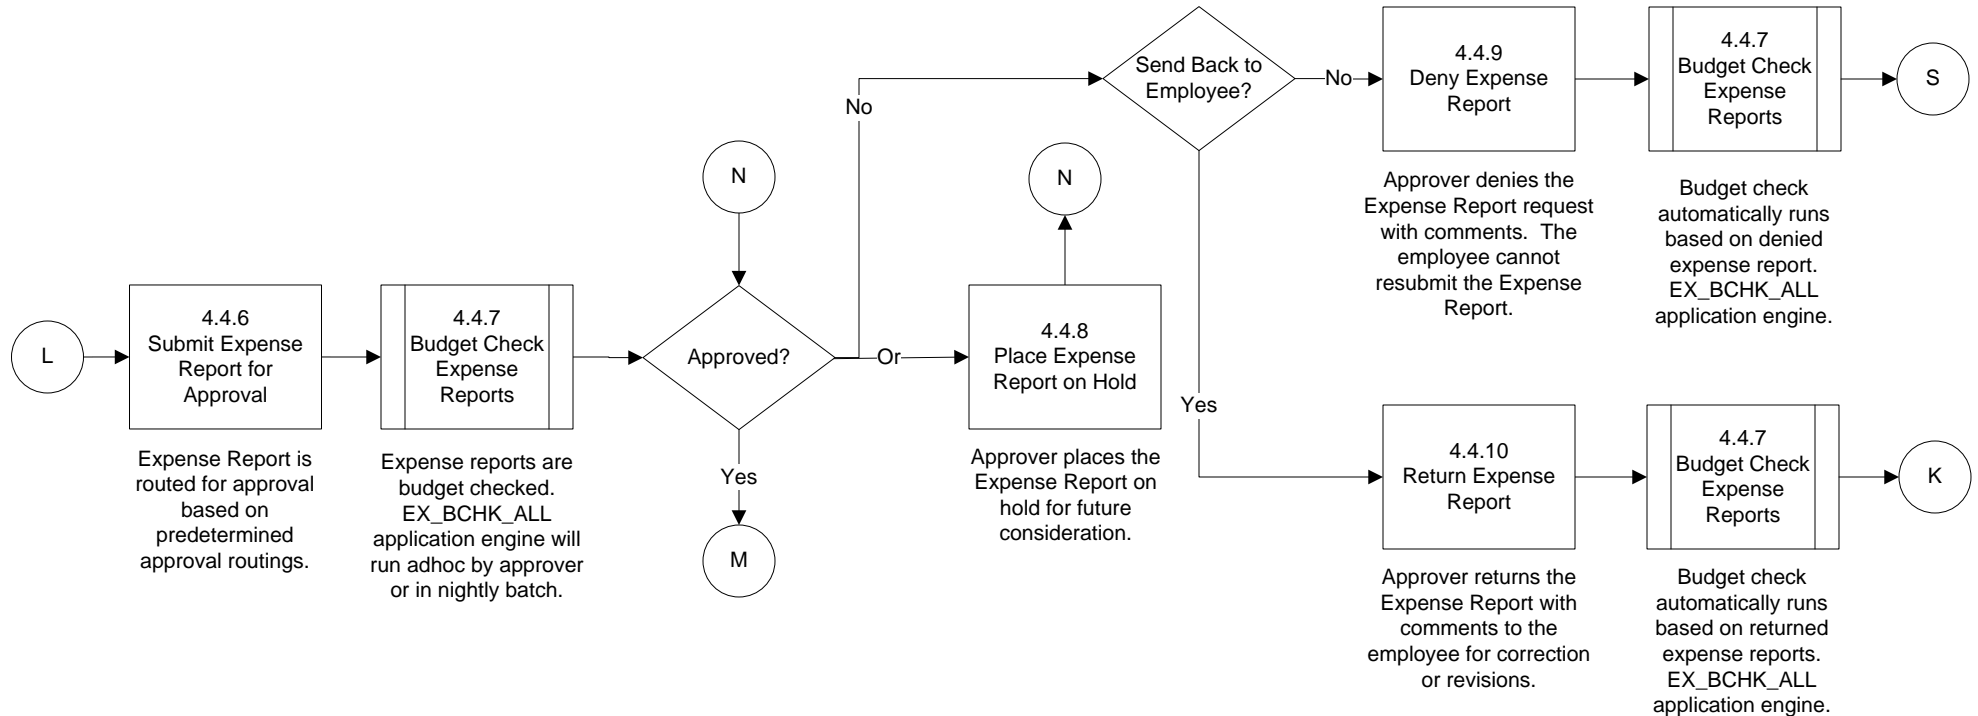 Send Back to
Employee?
No
4.4.9
Deny Expense
Report
4.4.7
Budget Check
Expense
Reports
S
No
N
N
Approver denies the
Expense Report request
with comments.  The
employee cannot
resubmit the Expense
Report.
Budget check
automatically runs
based on denied
expense report.
EX_BCHK_ALL
application engine.
L
4.4.6
Submit Expense
Report for
Approval
4.4.7
Budget Check
Expense
Reports
Approved?
Or
4.4.8
Place Expense
Report on Hold
Expense Report is
routed for approval
based on
predetermined
approval routings.
Expense reports are
budget checked.
EX_BCHK_ALL
application engine will
run adhoc by approver
or in nightly batch.
Yes
M
Approver places the
Expense Report on
hold for future
consideration.
Yes
4.4.10
Return Expense
Report
4.4.7
Budget Check
Expense
Reports
K
Approver returns the
Expense Report with
comments to the
employee for correction
or revisions.
Budget check
automatically runs
based on returned
expense reports.
EX_BCHK_ALL
application engine.